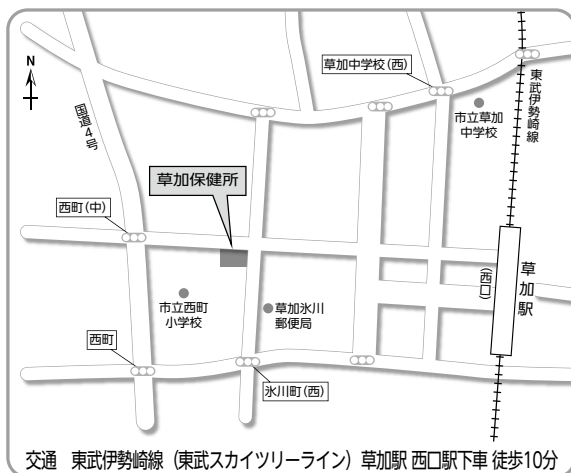 N
国道4号
草加中学校(西)
東武伊勢崎線
市立草加
中学校
草加保健所
西町(中)
草加駅
(西口)
市立西町
小学校
草加氷川
郵便局
西町
氷川町(西)
交通 東武伊勢崎線(東武スカイツリーライン)草加駅 西口駅下車 徒歩10分